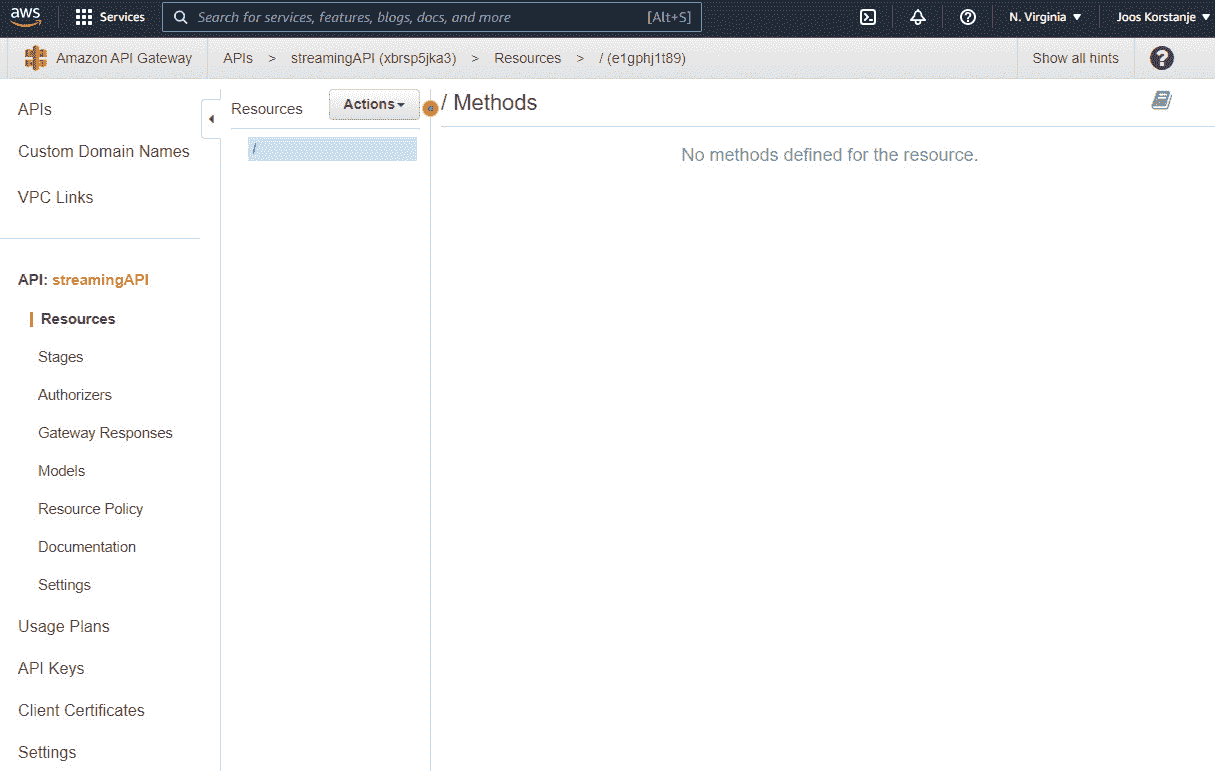 aws Services Search for services, features, blogs, docs, and more [Alt+S] N. Virginia Joos Korstanje
Amazon API Gateway APIs > streamingAPI (xbrsp5jka3) > Resources > / (e1gphj1t89) Show all hints ?
APIs
Custom Domain Names
VPC Links
API: streamingAPI
Resources
Stages
Authorizers
Gateway Responses
Models
Resource Policy
Documentation
Settings
Usage Plans
API Keys
Client Certificates
Settings
Resources Actions
/
/ Methods
No methods defined for the resource.